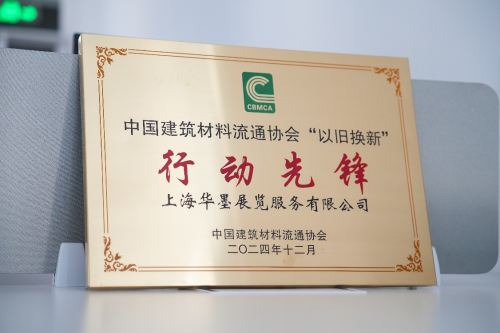 CBMCA
中国建筑材料流通协会“以旧换新”
行动先锋
上海华墨展览服务有限公司
中国建筑材料流通协会
二〇二四年十二月